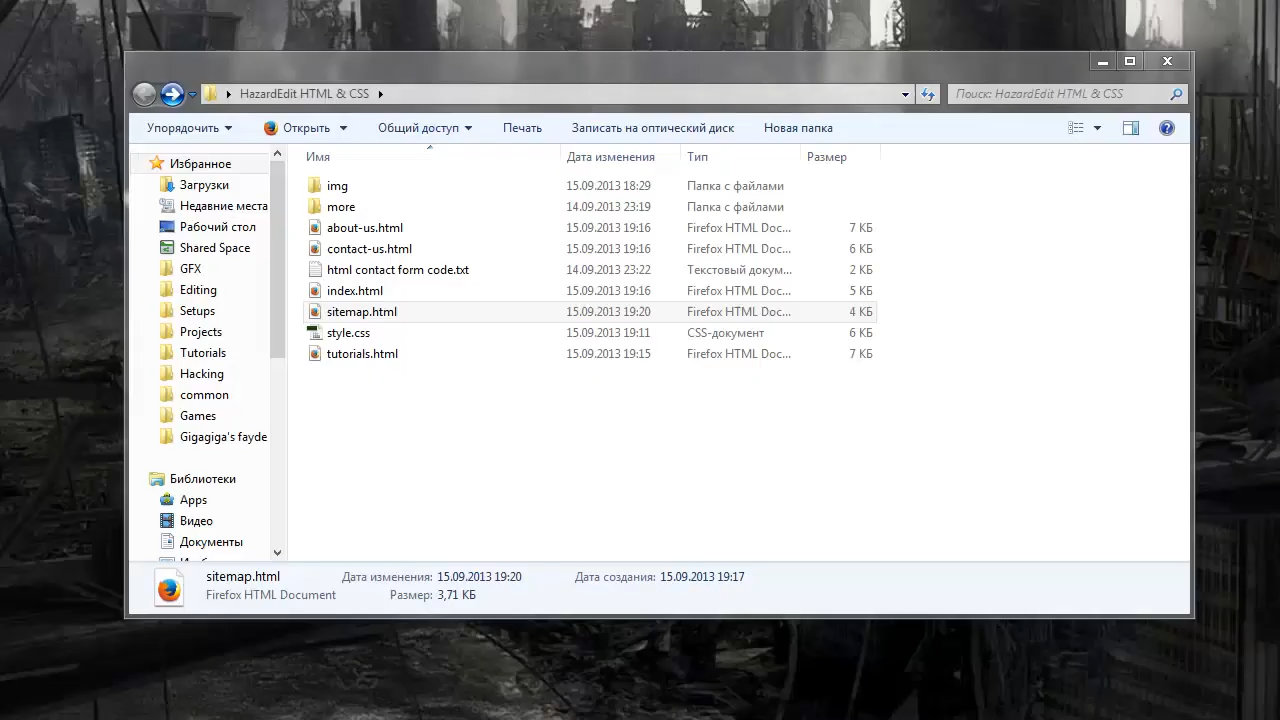 HazardEdit HTML & CSS
Поиск: HazardEdit HTML & CSS
Упорядочить Открыть Общий доступ Печать Записать на оптический диск Новая папка
Имя Дата изменения Тип Размер
img 15.09.2013 18:29 Папка с файлами
more 14.09.2013 23:19 Папка с файлами
about-us.html 15.09.2013 19:16 Firefox HTML Doc... 7 КБ
contact-us.html 15.09.2013 19:16 Firefox HTML Doc... 6 КБ
html contact form code.txt 14.09.2013 23:22 Текстовый докум... 2 КБ
index.html 15.09.2013 19:16 Firefox HTML Doc... 5 КБ
sitemap.html 15.09.2013 19:20 Firefox HTML Doc... 4 КБ
style.css 15.09.2013 19:11 CSS-документ 6 КБ
tutorials.html 15.09.2013 19:15 Firefox HTML Doc... 7 КБ
Избранное
Загрузки
Недавние места
Рабочий стол
Shared Space
GFX
Editing
Setups
Projects
Tutorials
Hacking
common
Games
Gigagiga's fayde
Библиотеки
Apps
Видео
Документы
sitemap.html Дата изменения: 15.09.2013 19:20 Дата создания: 15.09.2013 19:17
Firefox HTML Document Размер: 3,71 КБ